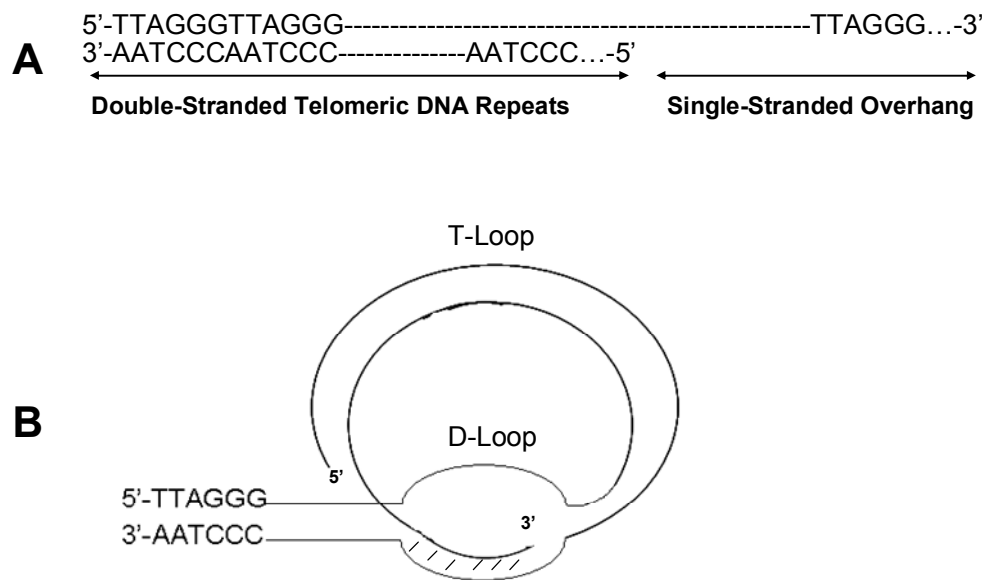 5’-TTAGGGTTAGGG-----------------------------------------------TTAGGG…-3’
A
3’-AATCCCAATCCC-------------AATCCC…-5’
Double-Stranded Telomeric DNA Repeats Single-Stranded Overhang
T-Loop
B
D-Loop
5’
5’-TTAGGG
3’
3’-AATCCC